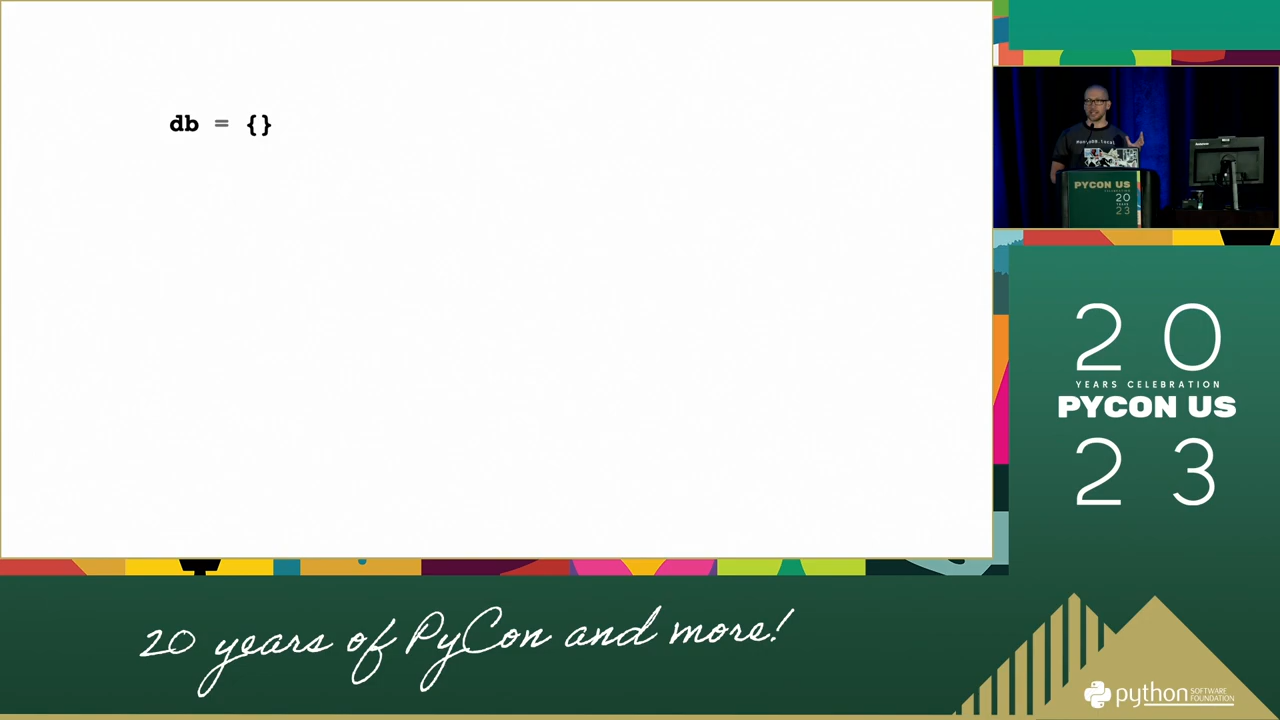 db = {}
PYCON US
20
23
20
YEARS CELEBRATION
PYCON US
23
20 years of PyCon and more!
python SOFTWARE
FOUNDATION